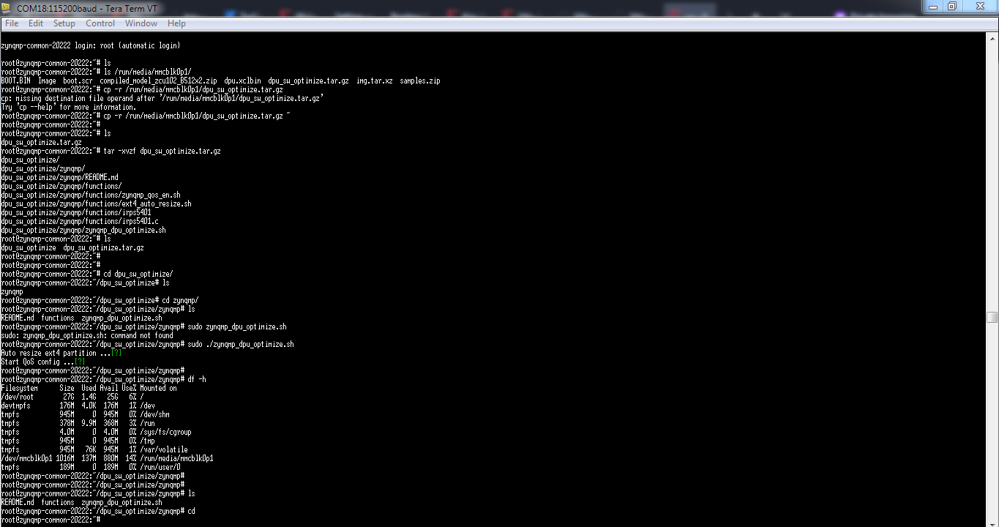 COM18:115200baud - Tera Term VT
File Edit Setup Control Window Help
zynqmp-common-20222 login: root (automatic login)
root@zynqmp-common-20222:~# ls
root@zynqmp-common-20222:~# ls /run/media/mmcblk0p1/
BOOT.BIN  Image  boot.scr  compiled_model_zcu102_B512x2.zip  dpu.xclbin  dpu_sw_optimize.tar.gz  img.tar.xz  samples.zip
root@zynqmp-common-20222:~# cp -r /run/media/mmcblk0p1/dpu_sw_optimize.tar.gz
cp: missing destination file operand after '/run/media/mmcblk0p1/dpu_sw_optimize.tar.gz'
Try 'cp --help' for more information.
root@zynqmp-common-20222:~# cp -r /run/media/mmcblk0p1/dpu_sw_optimize.tar.gz ~
root@zynqmp-common-20222:~#
root@zynqmp-common-20222:~# ls
dpu_sw_optimize.tar.gz
root@zynqmp-common-20222:~# tar -xvzf dpu_sw_optimize.tar.gz
dpu_sw_optimize/
dpu_sw_optimize/zynqmp/
dpu_sw_optimize/zynqmp/README.md
dpu_sw_optimize/zynqmp/functions/
dpu_sw_optimize/zynqmp/functions/zynqmp_qos_en.sh
dpu_sw_optimize/zynqmp/functions/ext4_auto_resize.sh
dpu_sw_optimize/zynqmp/functions/irps5401
dpu_sw_optimize/zynqmp/functions/irps5401.c
dpu_sw_optimize/zynqmp/zynqmp_dpu_optimize.sh
root@zynqmp-common-20222:~# ls
dpu_sw_optimize  dpu_sw_optimize.tar.gz
root@zynqmp-common-20222:~#
root@zynqmp-common-20222:~#
root@zynqmp-common-20222:~# cd dpu_sw_optimize/
root@zynqmp-common-20222:~/dpu_sw_optimize# ls
zynqmp
root@zynqmp-common-20222:~/dpu_sw_optimize# cd zynqmp/
root@zynqmp-common-20222:~/dpu_sw_optimize/zynqmp# ls
README.md  functions  zynqmp_dpu_optimize.sh
root@zynqmp-common-20222:~/dpu_sw_optimize/zynqmp# sudo zynqmp_dpu_optimize.sh
sudo: zynqmp_dpu_optimize.sh: command not found
root@zynqmp-common-20222:~/dpu_sw_optimize/zynqmp# sudo ./zynqmp_dpu_optimize.sh
Auto resize ext4 partition ...[?]
Start QoS config ...[?]
root@zynqmp-common-20222:~/dpu_sw_optimize/zynqmp#
root@zynqmp-common-20222:~/dpu_sw_optimize/zynqmp# df -h
Filesystem      Size  Used Avail Use% Mounted on
/dev/root        27G  1.4G   25G   6% /
devtmpfs        176M  4.0K  176M   1% /dev
tmpfs           945M     0  945M   0% /dev/shm
tmpfs           378M  9.9M  368M   3% /run
tmpfs           4.0M     0  4.0M   0% /sys/fs/cgroup
tmpfs           945M     0  945M   0% /tmp
tmpfs           945M   76K  945M   1% /var/volatile
/dev/mmcblk0p1 1016M  137M  880M  14% /run/media/mmcblk0p1
tmpfs           189M     0  189M   0% /run/user/0
root@zynqmp-common-20222:~/dpu_sw_optimize/zynqmp#
root@zynqmp-common-20222:~/dpu_sw_optimize/zynqmp#
root@zynqmp-common-20222:~/dpu_sw_optimize/zynqmp# ls
README.md  functions  zynqmp_dpu_optimize.sh
root@zynqmp-common-20222:~/dpu_sw_optimize/zynqmp# cd
root@zynqmp-common-20222:~#